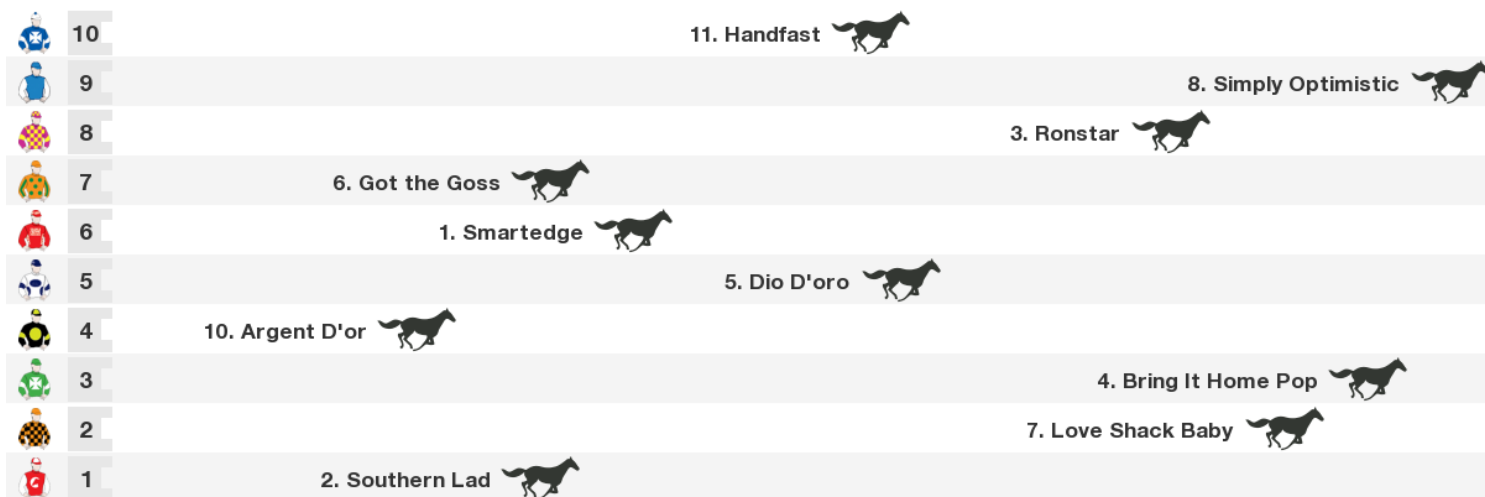 10 11. Handfast
9 8. Simply Optimistic
8 3. Ronstar
7 6. Got the Goss
6 1. Smartedge
5 5. Dio D'oro
4 10. Argent D'or
3 4. Bring It Home Pop
2 7. Love Shack Baby
1 2. Southern Lad